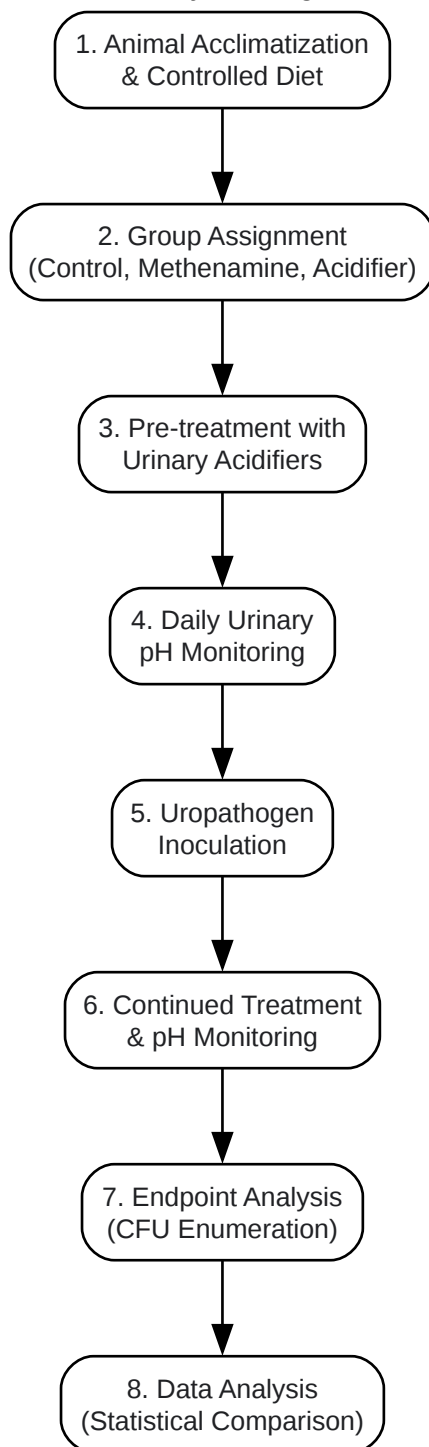 1. Animal Acclimatization
& Controlled Diet
2. Group Assignment
(Control, Methenamine, Acidifier)
3. Pre-treatment with
Urinary Acidifiers
4. Daily Urinary
pH Monitoring
5. Uropathogen
Inoculation
6. Continued Treatment
& pH Monitoring
7. Endpoint Analysis
(CFU Enumeration)
8. Data Analysis
(Statistical Comparison)